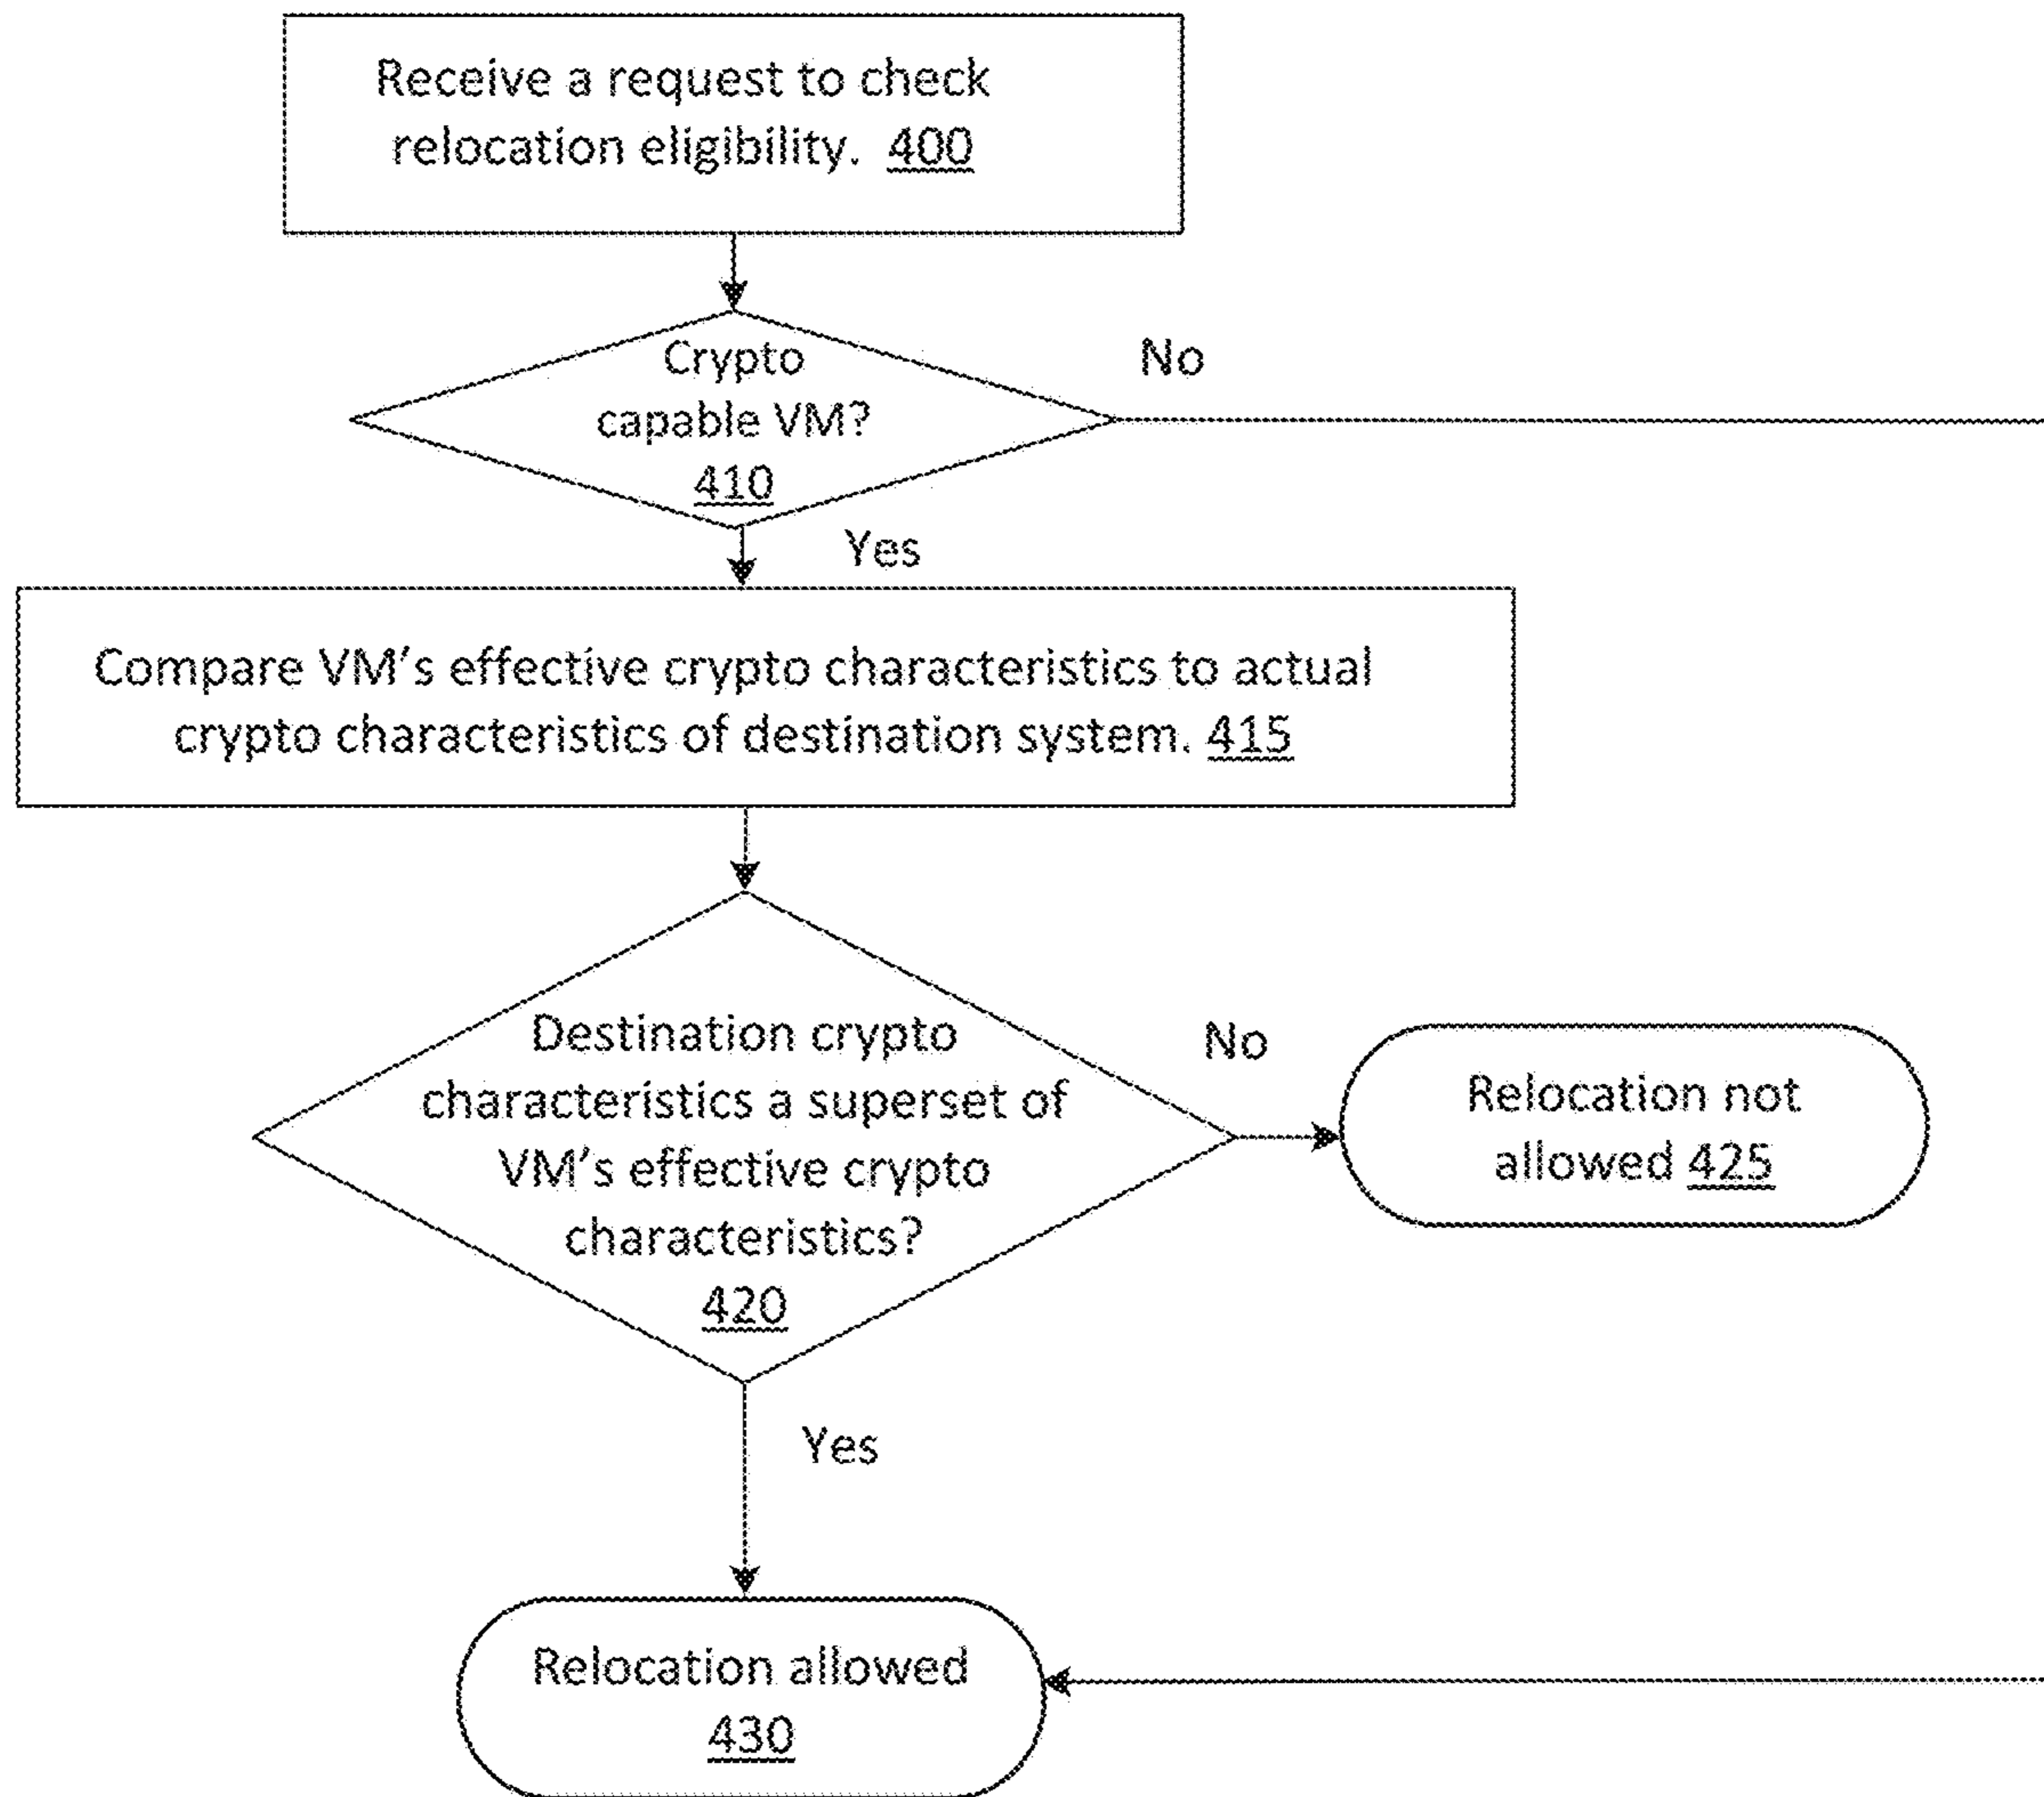 Receive a request to check
relocation eligibility. 400
Crypto
capable VM?
410
No
Yes
Compare VM's effective crypto characteristics to actual
crypto characteristics of destination system. 415
Destination crypto
characteristics a superset of
VM's effective crypto
characteristics?
420
No
Relocation not
allowed 425
Yes
Relocation allowed
430